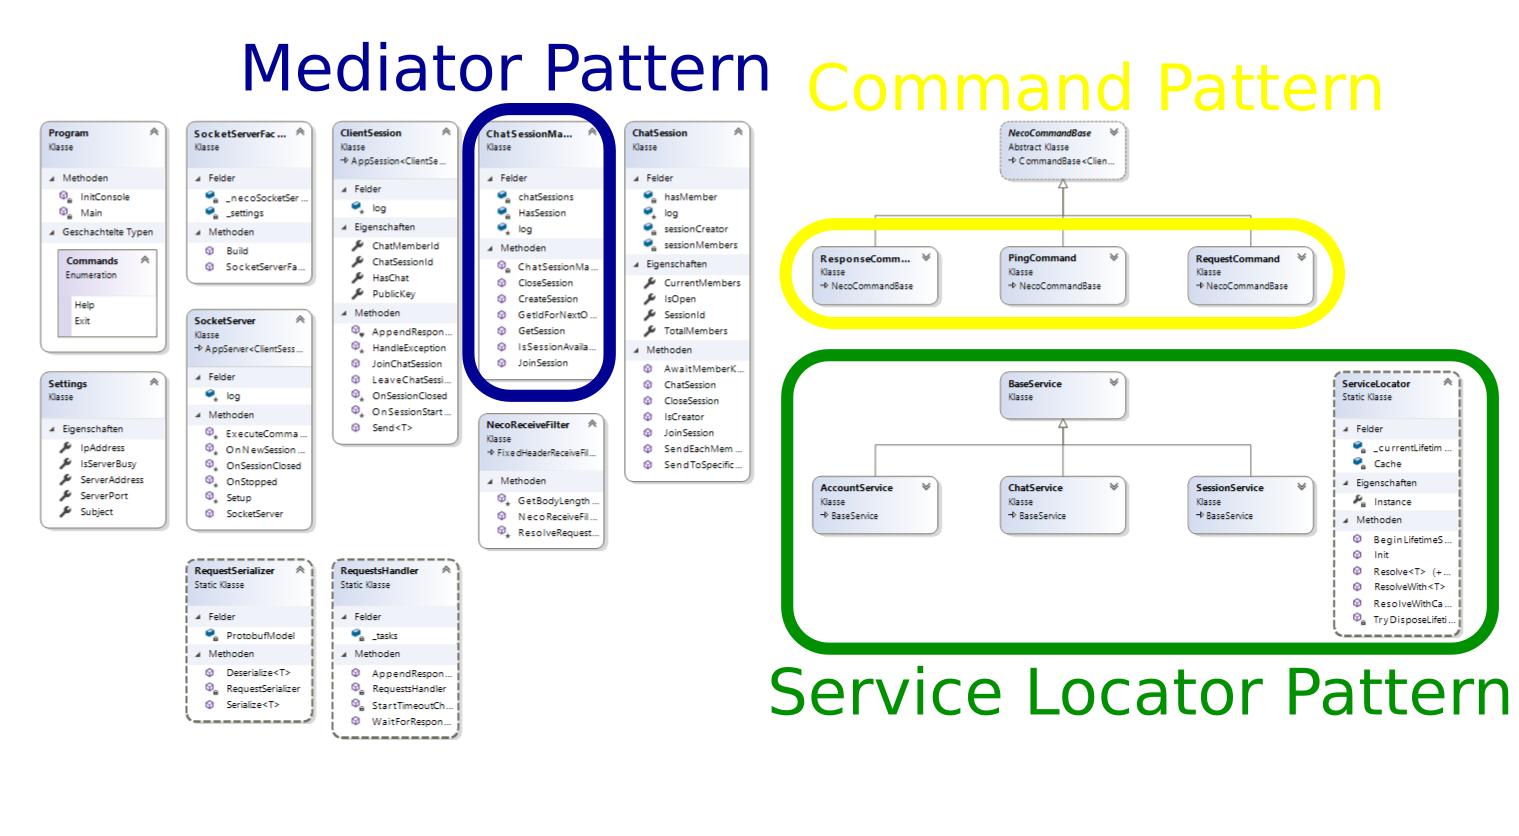 Mediator Pattern
Command Pattern
Program
Klasse
Methoden
InitConsole
Main
Geschachtelte Typen
Commands
Enumeration
Help
Exit
Settings
Klasse
Eigenschaften
IpAddress
IsServerBusy
ServerAddress
ServerPort
Subject
SocketServerFac...
Klasse
Felder
_necoSocketSer...
_settings
Methoden
Build
SocketServerFa...
SocketServer
Klasse
AppServer<ClientSess...
Felder
log
Methoden
ExecuteComma...
OnNewSession...
OnSessionClosed
OnStopped
Setup
SocketServer
RequestSerializer
Static Klasse
Felder
ProtobufModel
Methoden
Deserialize<T>
RequestSerializer
Serialize<T>
ClientSession
Klasse
AppSession<ClientSe...
Felder
log
Eigenschaften
ChatMemberId
ChatSessionId
HasChat
PublicKey
Methoden
AppendRespon...
HandleException
JoinChatSession
LeaveChatSessi...
OnSessionClosed
OnSessionStart...
Send<T>
RequestsHandler
Static Klasse
Felder
_tasks
Methoden
AppendRespon...
RequestsHandler
StartTimeoutCh...
WaitForRespon...
ChatSessionMa...
Klasse
Felder
chatSessions
HasSession
log
Methoden
ChatSessionMa...
CloseSession
CreateSession
GetIdForNextO...
GetSession
IsSessionAvaila...
JoinSession
NecoReceiveFilter
Klasse
FixedHeaderReceiveFil...
Methoden
GetBodyLength...
NecoReceiveFil...
ResolveRequest...
ChatSession
Klasse
Felder
hasMember
log
sessionCreator
sessionMembers
Eigenschaften
CurrentMembers
IsOpen
SessionId
TotalMembers
Methoden
AwaitMemberK...
ChatSession
CloseSession
IsCreator
JoinSession
SendEachMem...
SendToSpecific...
NecoCommandBase
Abstract Klasse
CommandBase<Clien...
ResponseComm...
Klasse
NecoCommandBase
PingCommand
Klasse
NecoCommandBase
RequestCommand
Klasse
NecoCommandBase
BaseService
Klasse
AccountService
Klasse
BaseService
ChatService
Klasse
BaseService
SessionService
Klasse
BaseService
ServiceLocator
Static Klasse
Felder
_currentLifetim...
Cache
Eigenschaften
Instance
Methoden
BeginLifetimeS...
Init
Resolve<T> (+...
ResolveWith<T>
ResolveWithCa...
TryDisposeLifeti...
Service Locator Pattern